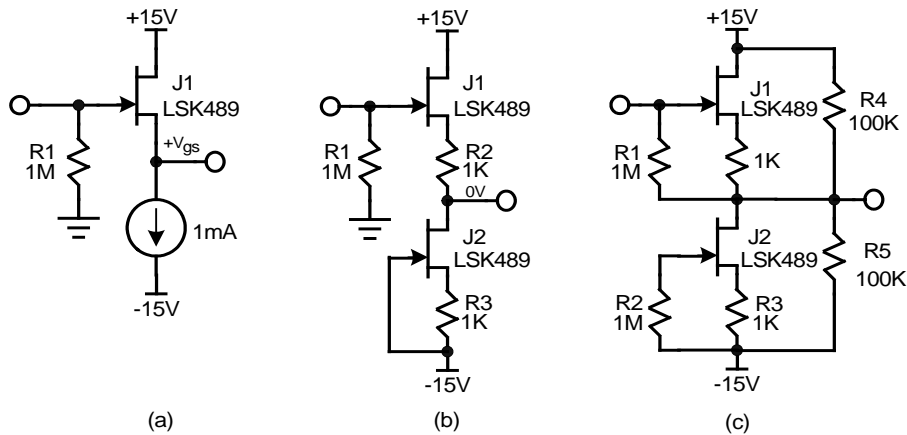 +15V
J1
LSK489
+Vgs
R1
1M
1mA
-15V
(a)
+15V
J1
LSK489
R1
1M
R2
1K
0V
J2
LSK489
R3
1K
-15V
(b)
+15V
J1
LSK489
R4
100K
R1
1M
1K
J2
LSK489
R5
100K
R2
1M
R3
1K
-15V
(c)